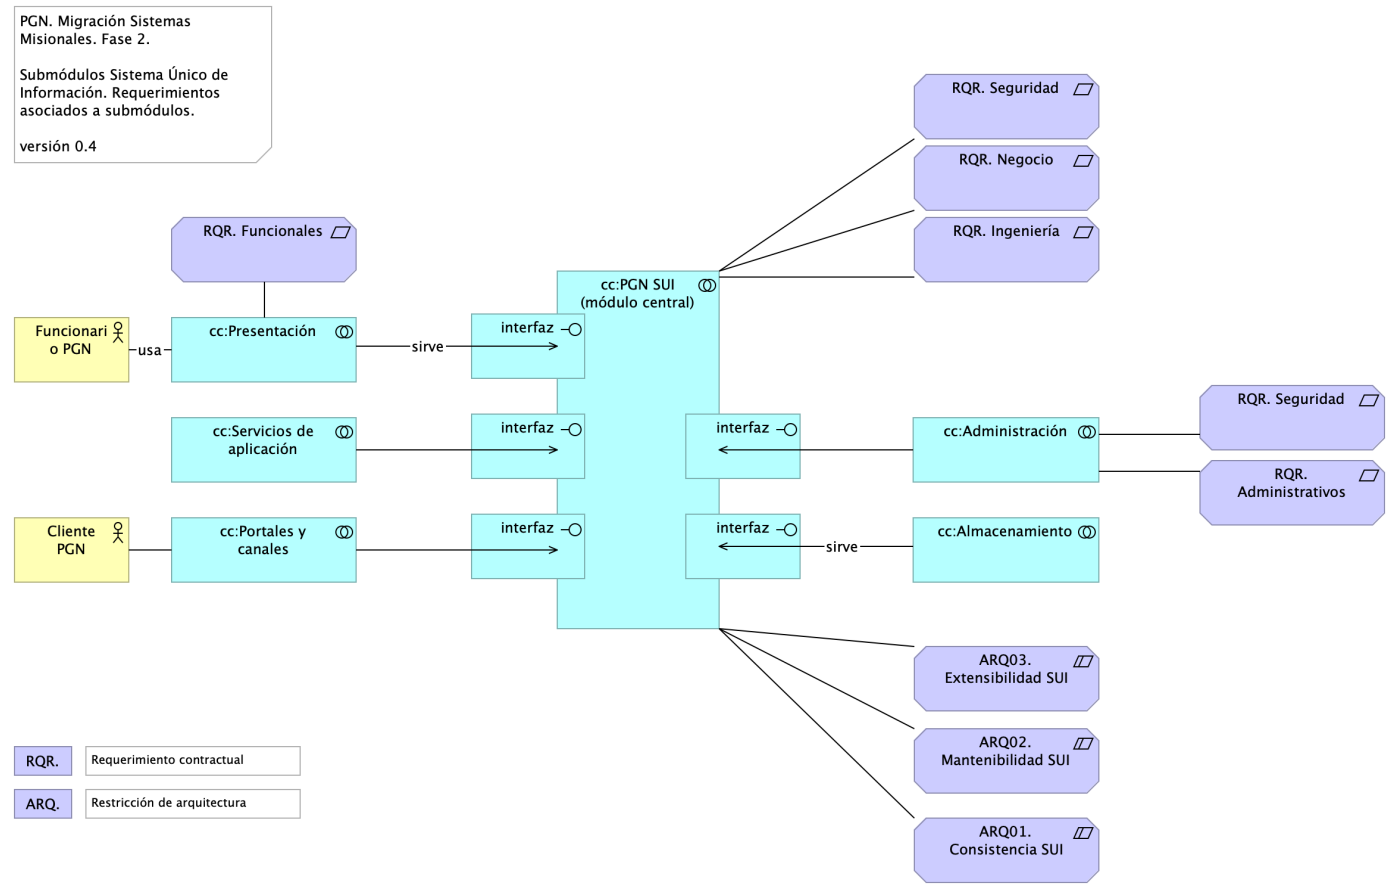 PGN. Migración Sistemas
Misionales. Fase 2.
Submódulos Sistema Único de
Información. Requerimientos
asociados a submódulos.
versión 0.4
RQR. Seguridad
RQR. Negocio
RQR. Ingeniería
RQR. Funcionales
cc:PGN SUI
(módulo central)
Funcionari
o PGN
usa
cc:Presentación
sirve
interfaz
cc:Servicios de
aplicación
interfaz
interfaz
cc:Administración
RQR. Seguridad
RQR.
Administrativos
Cliente
PGN
cc:Portales y
canales
interfaz
interfaz
sirve
cc:Almacenamiento
ARQ03.
Extensibilidad SUI
ARQ02.
Mantenibilidad SUI
ARQ01.
Consistencia SUI
RQR.
Requerimiento contractual
ARQ.
Restricción de arquitectura